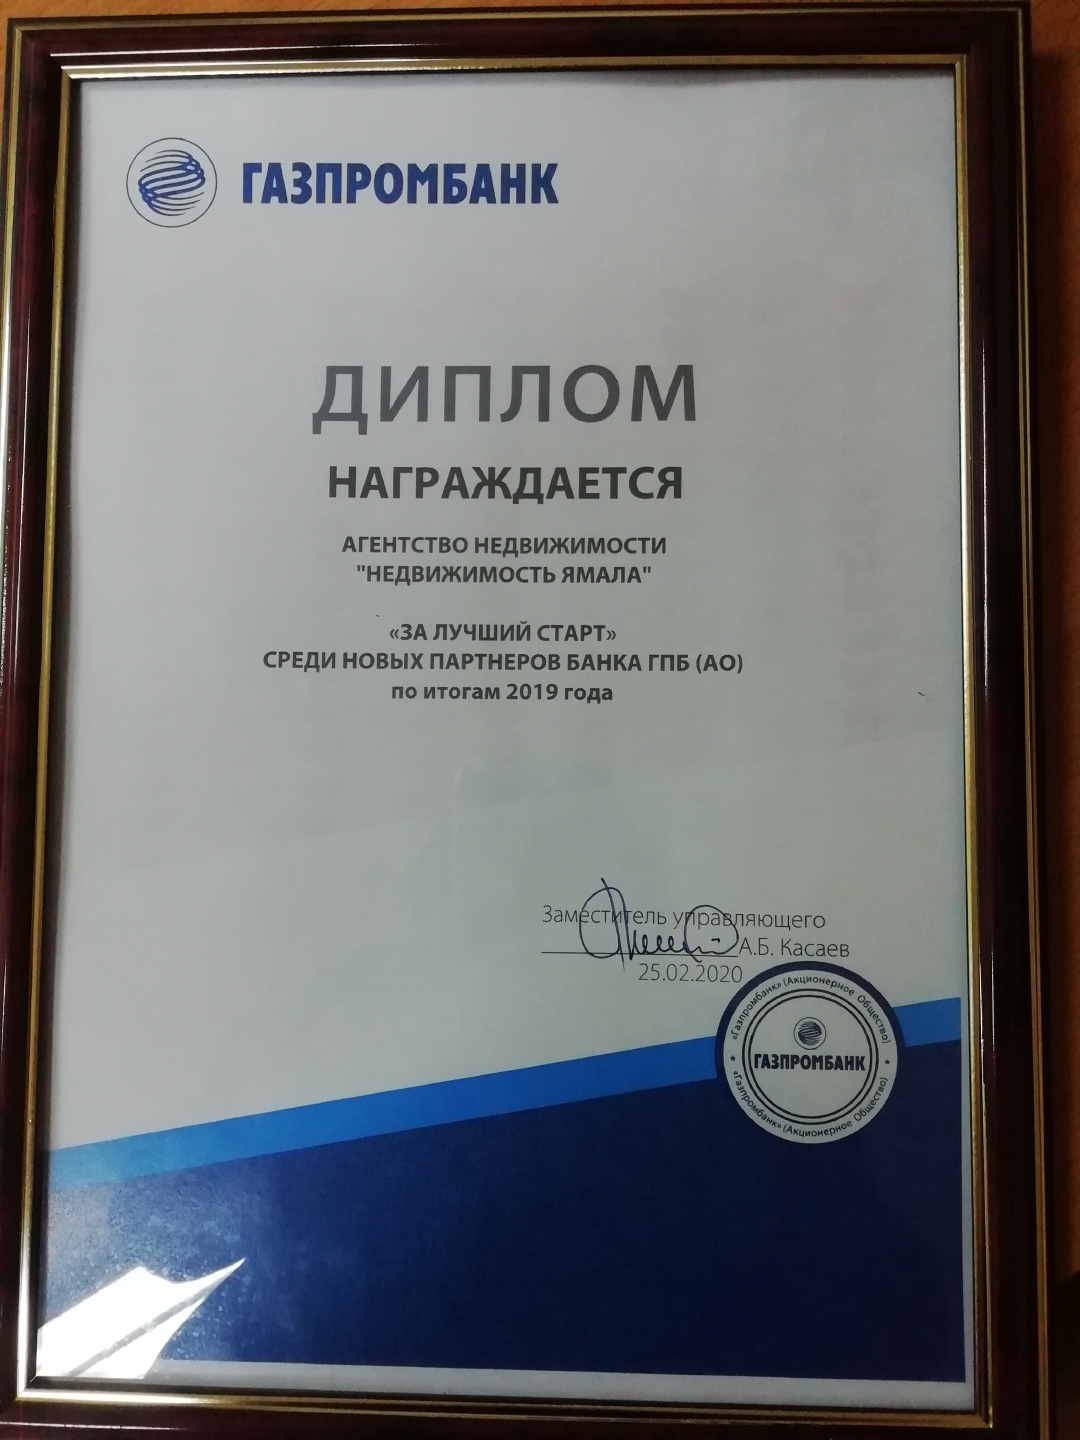 ГАЗПРОМБАНК
ДИПЛОМ
НАГРАЖДАЕТСЯ
АГЕНТСТВО НЕДВИЖИМОСТИ
"НЕДВИЖИМОСТЬ ЯМАЛА"
«ЗА ЛУЧШИЙ СТАРТ»
СРЕДИ НОВЫХ ПАРТНЕРОВ БАНКА ГПБ (АО)
по итогам 2019 года
Заместитель управляющего
А.Б. Касаев
25.02.2020
«Газпромбанк» (Акционерное Общество)
ГАЗПРОМБАНК
«Газпромбанк» (Акционерное Общество)